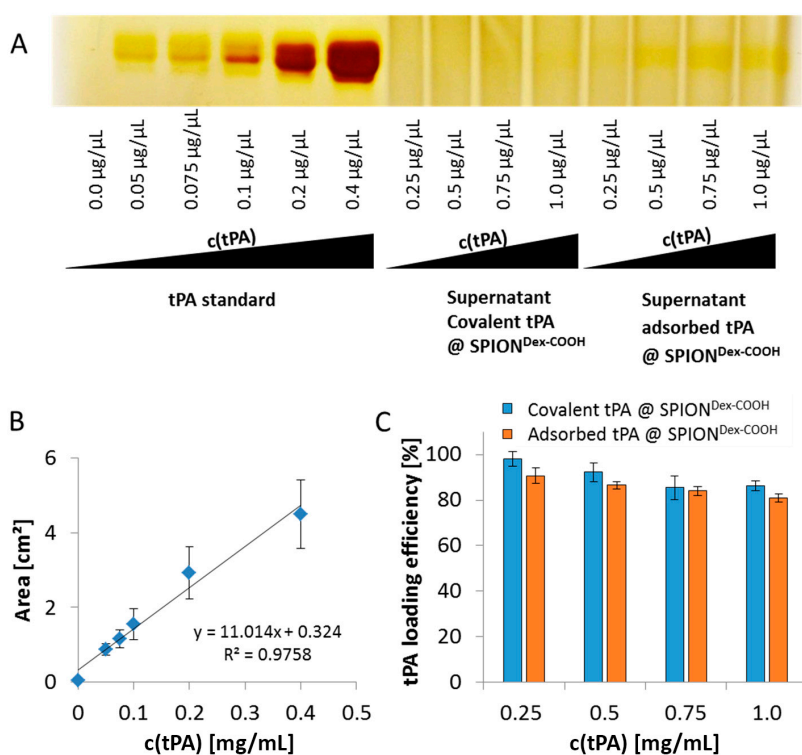 A
0.0 µg/µL
0.05 µg/µL
0.075 µg/µL
0.1 µg/µL
0.2 µg/µL
0.4 µg/µL
0.25 µg/µL
0.5 µg/µL
0.75 µg/µL
1.0 µg/µL
0.25 µg/µL
0.5 µg/µL
0.75 µg/µL
1.0 µg/µL
c(tPA)
c(tPA)
c(tPA)
tPA standard
Supernatant
Covalent tPA
@ SPION^Dex-COOH
Supernatant
adsorbed tPA
@ SPION^Dex-COOH
B
Area [cm²]
6
4
2
0
y = 11.014x + 0.324
R² = 0.9758
0
0.1
0.2
0.3
0.4
0.5
c(tPA) [mg/mL]
C
Covalent tPA @ SPION^Dex-COOH
Adsorbed tPA @ SPION^Dex-COOH
tPA loading efficiency [%]
100
80
60
40
20
0
0.25
0.5
0.75
1.0
c(tPA) [mg/mL]